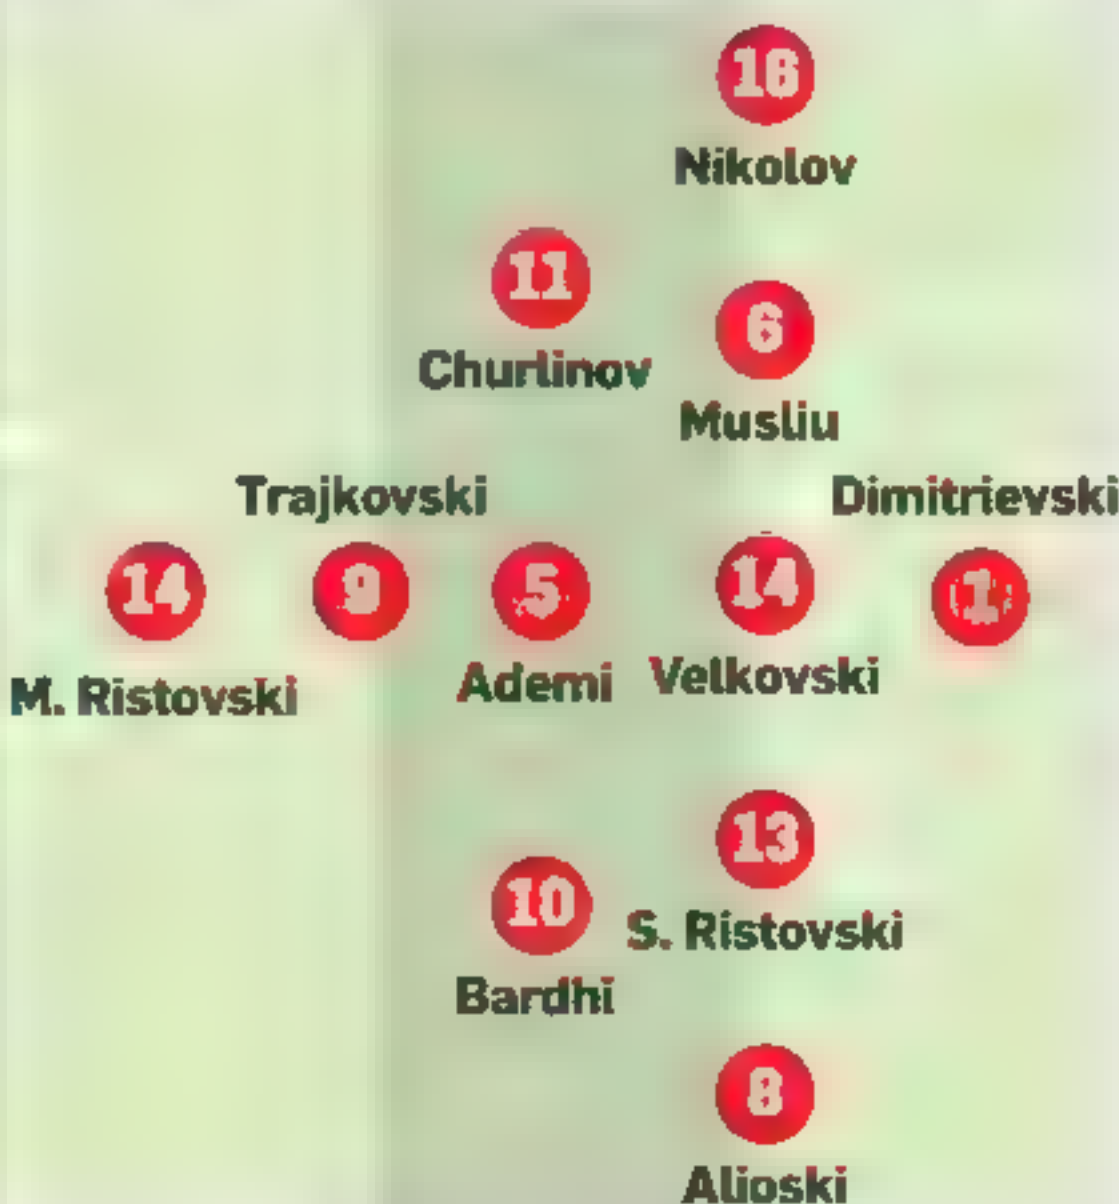 16
Nikolov
11
Churlinov
6
Musliu
Trajkovski
Dimitrievski
14
9
5
14
1
M. Ristovski
Ademi
Velkovski
13
S. Ristovski
10
Bardhi
8
Alioski